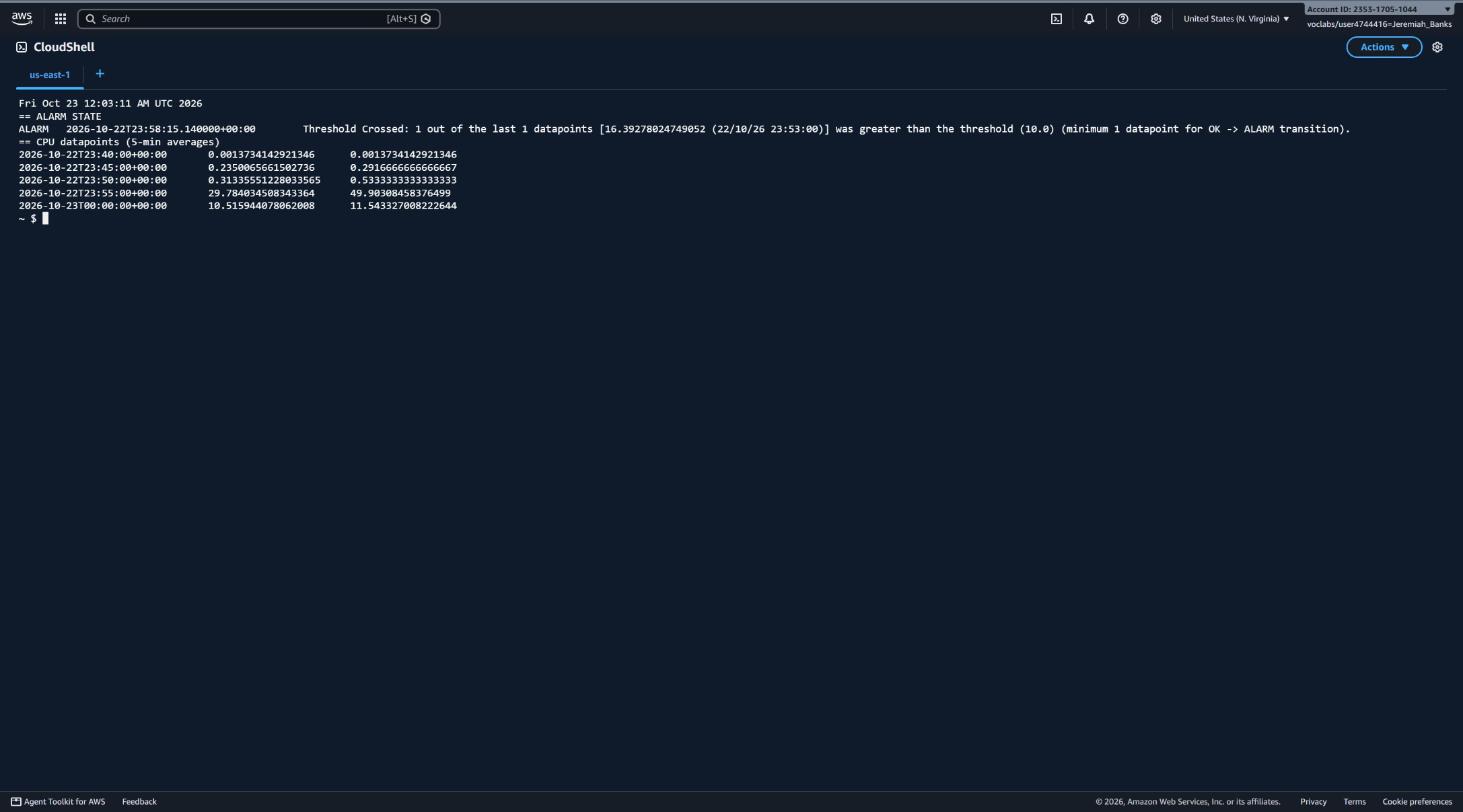 aws
Search [Alt+S]
United States (N. Virginia) ▼
Account ID: 2353-1705-1044 ▼
voclabs/user4744416=Jeremiah_Banks
CloudShell
Actions ▼
us-east-1 +
Fri Oct 23 12:03:11 AM UTC 2026
== ALARM STATE
ALARM 2026-10-22T23:58:15.140000+00:00 Threshold Crossed: 1 out of the last 1 datapoints [16.39278024749052 (22/10/26 23:53:00)] was greater than the threshold (10.0) (minimum 1 datapoint for OK -> ALARM transition).
== CPU datapoints (5-min averages)
2026-10-22T23:40:00+00:00 0.0013734142921346 0.0013734142921346
2026-10-22T23:45:00+00:00 0.2350065661502736 0.2916666666666667
2026-10-22T23:50:00+00:00 0.31335551228033565 0.5333333333333333
2026-10-22T23:55:00+00:00 29.784034508343364 49.90308458376499
2026-10-23T00:00:00+00:00 10.515944078062008 11.543327008222644
~ $
Agent Toolkit for AWS Feedback © 2026, Amazon Web Services, Inc. or its affiliates. Privacy Terms Cookie preferences